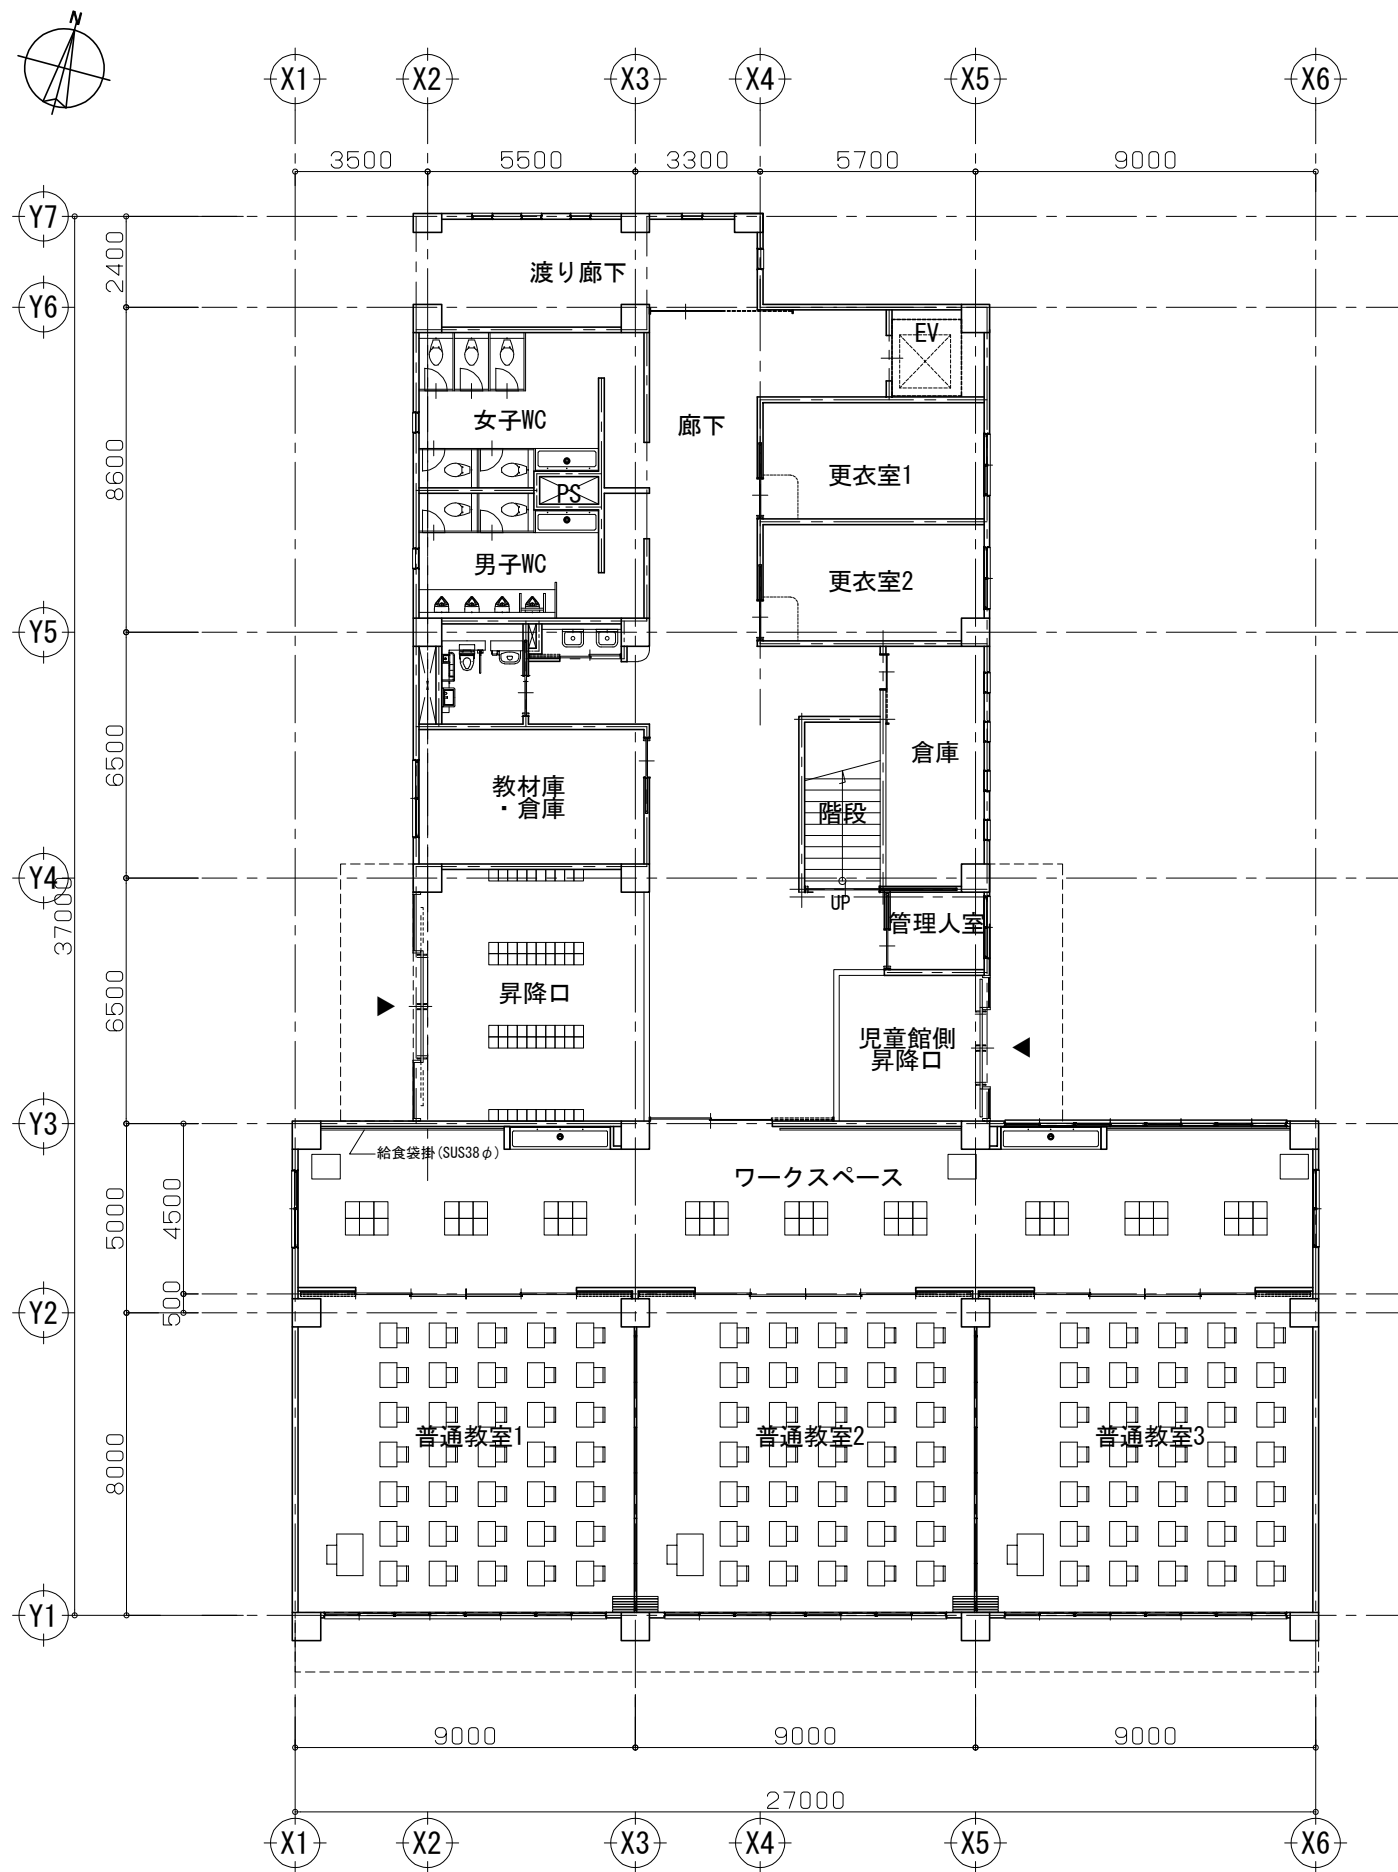 N
X1 X2 X3 X4 X5 X6
3500 5500 3300 5700 9000
Y7
2400
渡り廊下
Y6
EV
女子WC
廊下
8600
更衣室1
PS
男子WC
更衣室2
Y5
6500
倉庫
教材庫
・倉庫
階段
Y4
37000
UP
管理人室
6500
昇降口
児童館側
昇降口
Y3
給食袋掛(SUS38φ)
ワークスペース
5000
4500
500
Y2
普通教室1 普通教室2 普通教室3
8000
Y1
9000 9000 9000
27000
X1 X2 X3 X4 X5 X6